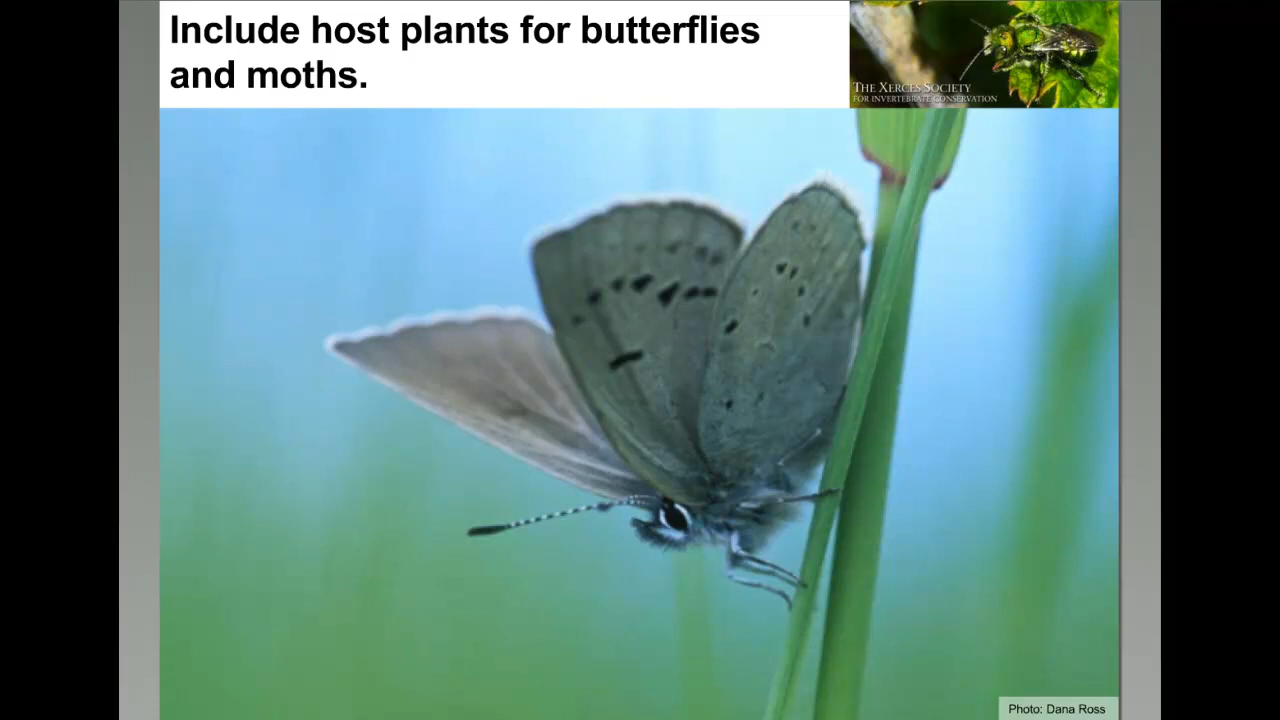 Include host plants for butterflies
and moths.
THE XERCES SOCIETY
FOR INVERTEBRATE CONSERVATION
Photo: Dana Ross